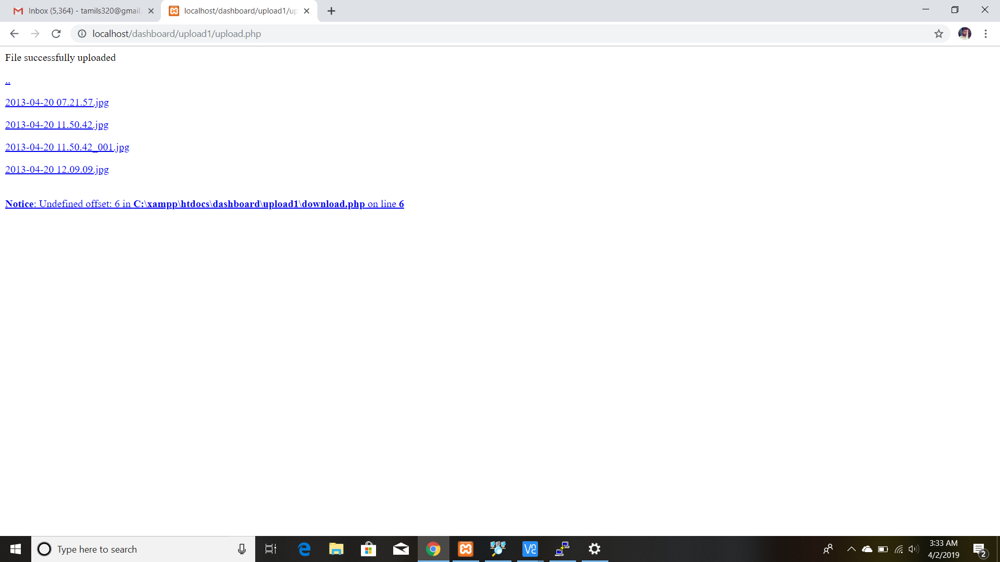 Inbox (5,364) - tamils320@gmail.
localhost/dashboard/upload1/up
localhost/dashboard/upload1/upload.php
File successfully uploaded
..
2013-04-20 07.21.57.jpg
2013-04-20 11.50.42.jpg
2013-04-20 11.50.42_001.jpg
2013-04-20 12.09.09.jpg
Notice: Undefined offset: 6 in C:\xampp\htdocs\dashboard\upload1\download.php on line 6
Type here to search
3:33 AM
4/2/2019
2